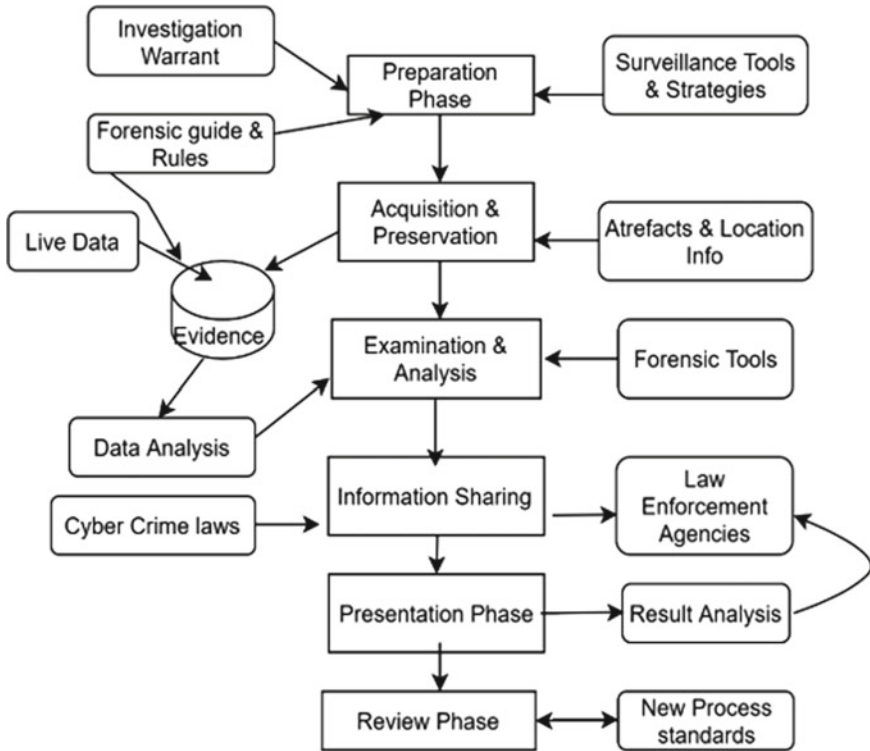 Investigation
Warrant
Preparation
Phase
Surveillance Tools
& Strategies
Forensic guide &
Rules
Acquisition &
Preservation
Atrefacts & Location
Info
Live Data
Evidence
Examination &
Analysis
Forensic Tools
Data Analysis
Information Sharing
Law
Enforcement
Agencies
Cyber Crime laws
Presentation Phase
Result Analysis
Review Phase
New Process
standards